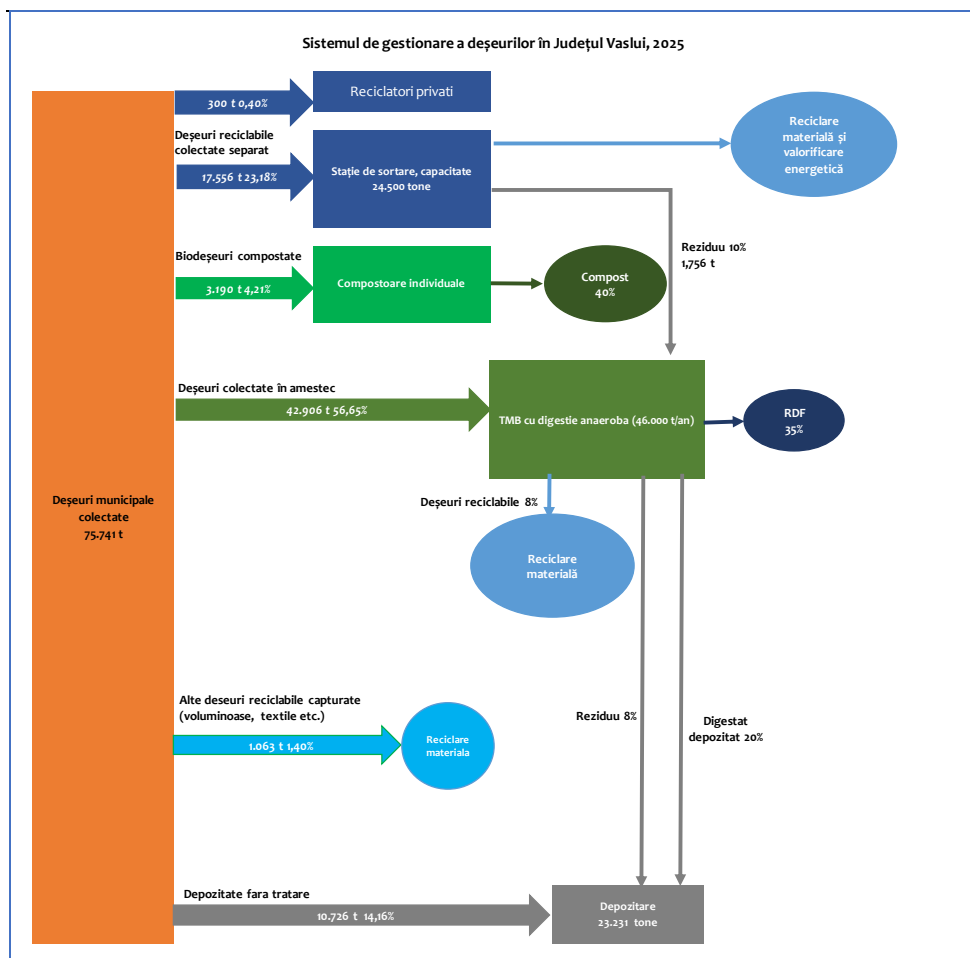 Sistemul de gestionare a deșeurilor în Județul Vaslui, 2025
300 t 0,40%
Reciclatori privati
Deșeuri reciclabile
colectate separat
17.556 t 23,18%
Stație de sortare, capacitate
24.500 tone
Reciclare
materială și
valorificare
energetică
Reziduu 10%
1,756 t
Biodeșeuri compostate
3.190 t 4,21%
Compostoare individuale
Compost
40%
Deșeuri colectate în amestec
42.906 t 56,65%
TMB cu digestie anaeroba (46.000 t/an)
RDF
35%
Deșeuri municipale
colectate
75.741 t
Deșeuri reciclabile 8%
Reciclare
materială
Alte deseuri reciclabile capturate
(voluminoase, textile etc.)
1.063 t 1,40%
Reciclare
materiala
Reziduu 8%
Digestat
depozitat 20%
Depozitate fara tratare
10.726 t 14,16%
Depozitare
23.231 tone